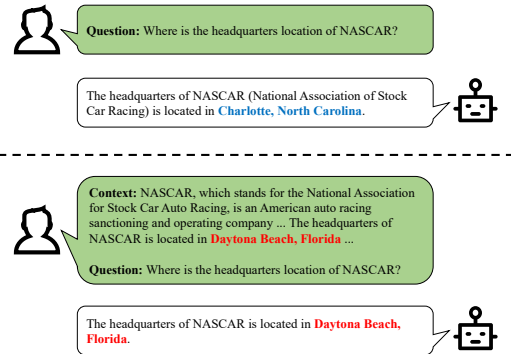 Question: Where is the headquarters location of NASCAR?
The headquarters of NASCAR (National Association of Stock
Car Racing) is located in Charlotte, North Carolina.
Context: NASCAR, which stands for the National Association
for Stock Car Auto Racing, is an American auto racing
sanctioning and operating company ... The headquarters of
NASCAR is located in Daytona Beach, Florida ...
Question: Where is the headquarters location of NASCAR?
The headquarters of NASCAR is located in Daytona Beach,
Florida.